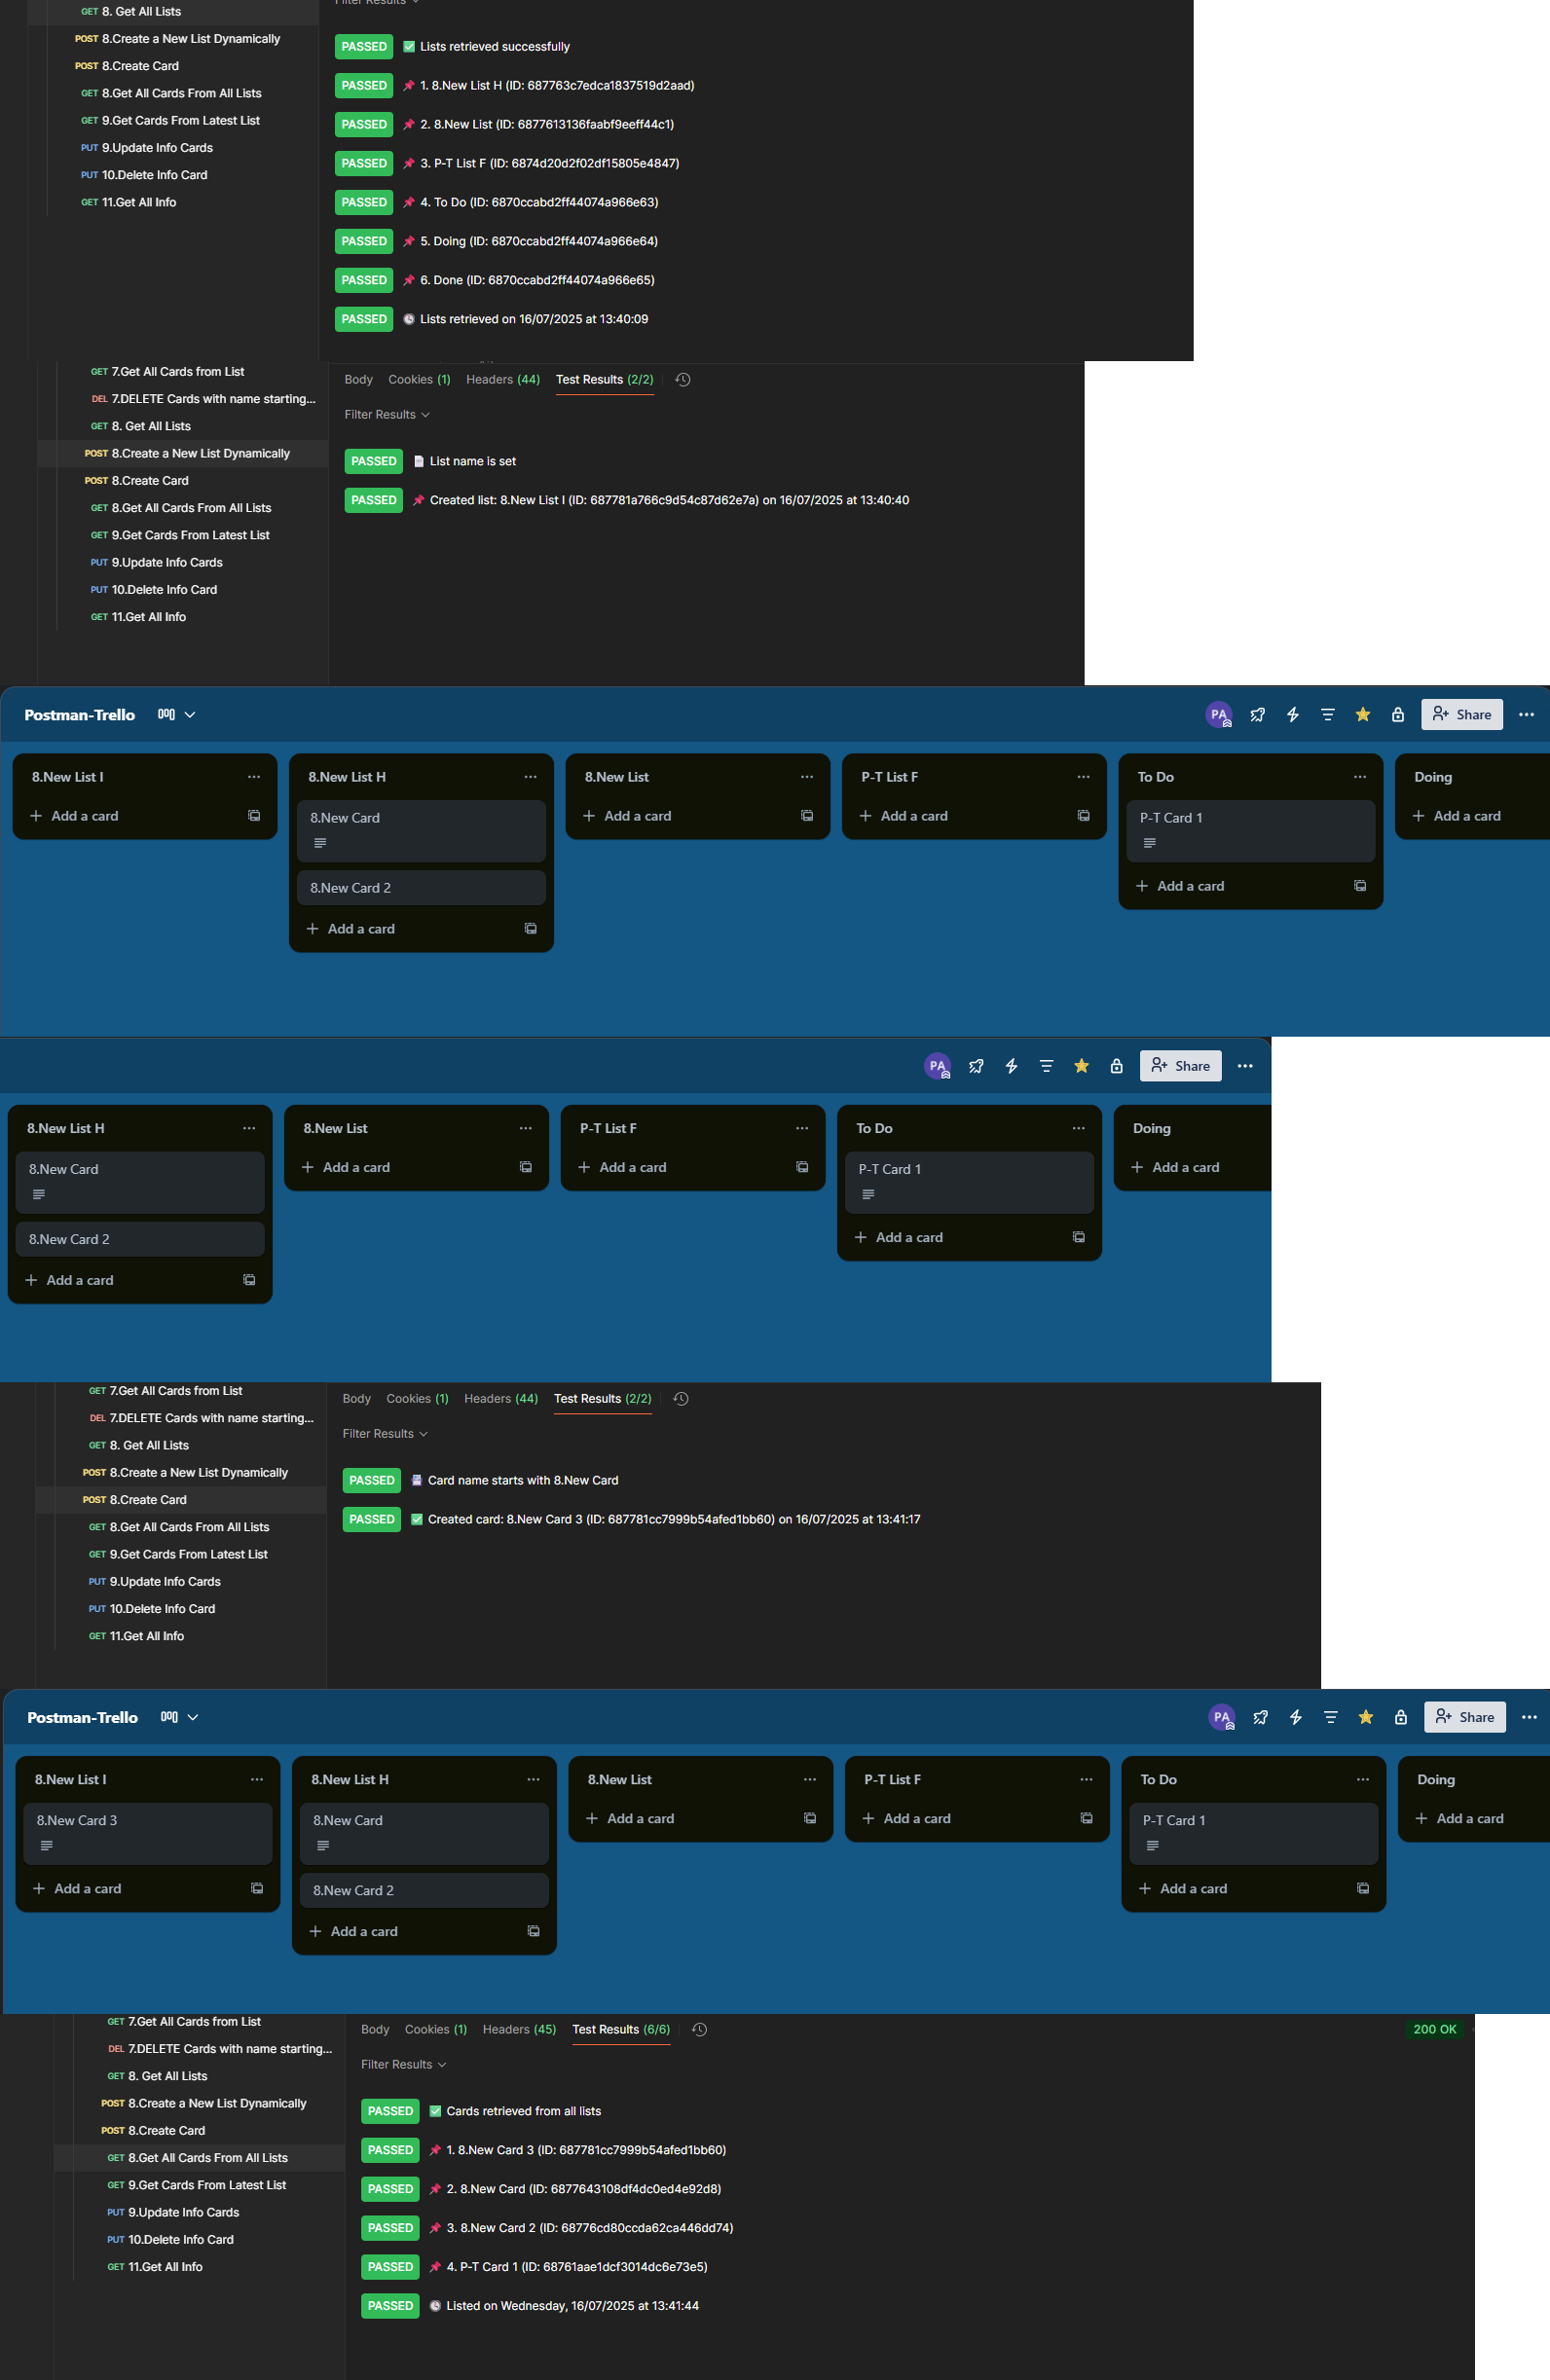 Filter Results
GET 8. Get All Lists
POST 8.Create a New List Dynamically
POST 8.Create Card
GET 8.Get All Cards From All Lists
GET 9.Get Cards From Latest List
PUT 9.Update Info Cards
PUT 10.Delete Info Card
GET 11.Get All Info
PASSED ✅ Lists retrieved successfully
PASSED 📌 1. 8.New List H (ID: 687763c7edca1837519d2aad)
PASSED 📌 2. 8.New List (ID: 6877613136faabf9eeff44c1)
PASSED 📌 3. P-T List F (ID: 6874d20d2f02df15805e4847)
PASSED 📌 4. To Do (ID: 6870ccabd2ff44074a966e63)
PASSED 📌 5. Doing (ID: 6870ccabd2ff44074a966e64)
PASSED 📌 6. Done (ID: 6870ccabd2ff44074a966e65)
PASSED 🕒 Lists retrieved on 16/07/2025 at 13:40:09
GET 7.Get All Cards from List
DEL 7.DELETE Cards with name starting...
GET 8. Get All Lists
POST 8.Create a New List Dynamically
POST 8.Create Card
GET 8.Get All Cards From All Lists
GET 9.Get Cards From Latest List
PUT 9.Update Info Cards
PUT 10.Delete Info Card
GET 11.Get All Info
Body Cookies (1) Headers (44) Test Results (2/2)
Filter Results
PASSED 📄 List name is set
PASSED 📌 Created list: 8.New List I (ID: 687781a766c9d54c87d62e7a) on 16/07/2025 at 13:40:40
Postman-Trello PA Share
8.New List I
Add a card
8.New List H
8.New Card
8.New Card 2
Add a card
8.New List
Add a card
P-T List F
Add a card
To Do
P-T Card 1
Add a card
Doing
Add a card
PA Share
8.New List H
8.New Card
8.New Card 2
Add a card
8.New List
Add a card
P-T List F
Add a card
To Do
P-T Card 1
Add a card
Doing
Add a card
GET 7.Get All Cards from List
DEL 7.DELETE Cards with name starting...
GET 8. Get All Lists
POST 8.Create a New List Dynamically
POST 8.Create Card
GET 8.Get All Cards From All Lists
GET 9.Get Cards From Latest List
PUT 9.Update Info Cards
PUT 10.Delete Info Card
GET 11.Get All Info
Body Cookies (1) Headers (44) Test Results (2/2)
Filter Results
PASSED Card name starts with 8.New Card
PASSED ✅ Created card: 8.New Card 3 (ID: 687781cc7999b54afed1bb60) on 16/07/2025 at 13:41:17
Postman-Trello PA Share
8.New List I
8.New Card 3
Add a card
8.New List H
8.New Card
8.New Card 2
Add a card
8.New List
Add a card
P-T List F
Add a card
To Do
P-T Card 1
Add a card
Doing
Add a card
GET 7.Get All Cards from List
DEL 7.DELETE Cards with name starting...
GET 8. Get All Lists
POST 8.Create a New List Dynamically
POST 8.Create Card
GET 8.Get All Cards From All Lists
GET 9.Get Cards From Latest List
PUT 9.Update Info Cards
PUT 10.Delete Info Card
GET 11.Get All Info
Body Cookies (1) Headers (45) Test Results (6/6) 200 OK
Filter Results
PASSED ✅ Cards retrieved from all lists
PASSED 📌 1. 8.New Card 3 (ID: 687781cc7999b54afed1bb60)
PASSED 📌 2. 8.New Card (ID: 6877643108df4dc0ed4e92d8)
PASSED 📌 3. 8.New Card 2 (ID: 68776cd80ccda62ca446dd74)
PASSED 📌 4. P-T Card 1 (ID: 68761aae1dcf3014dc6e73e5)
PASSED 🕒 Listed on Wednesday, 16/07/2025 at 13:41:44